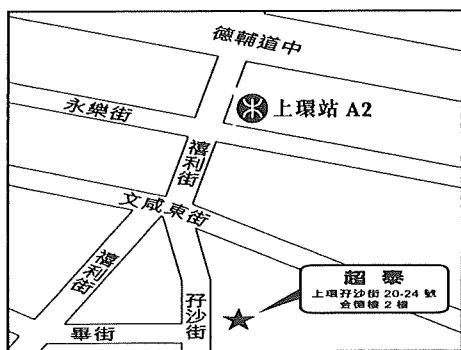 德輔道中
永樂街
上環站 A2
禧利街
文咸東街
禧利街
孖沙街
畢街
超泰
上環孖沙街 20-24 號
金德樓 2 樓